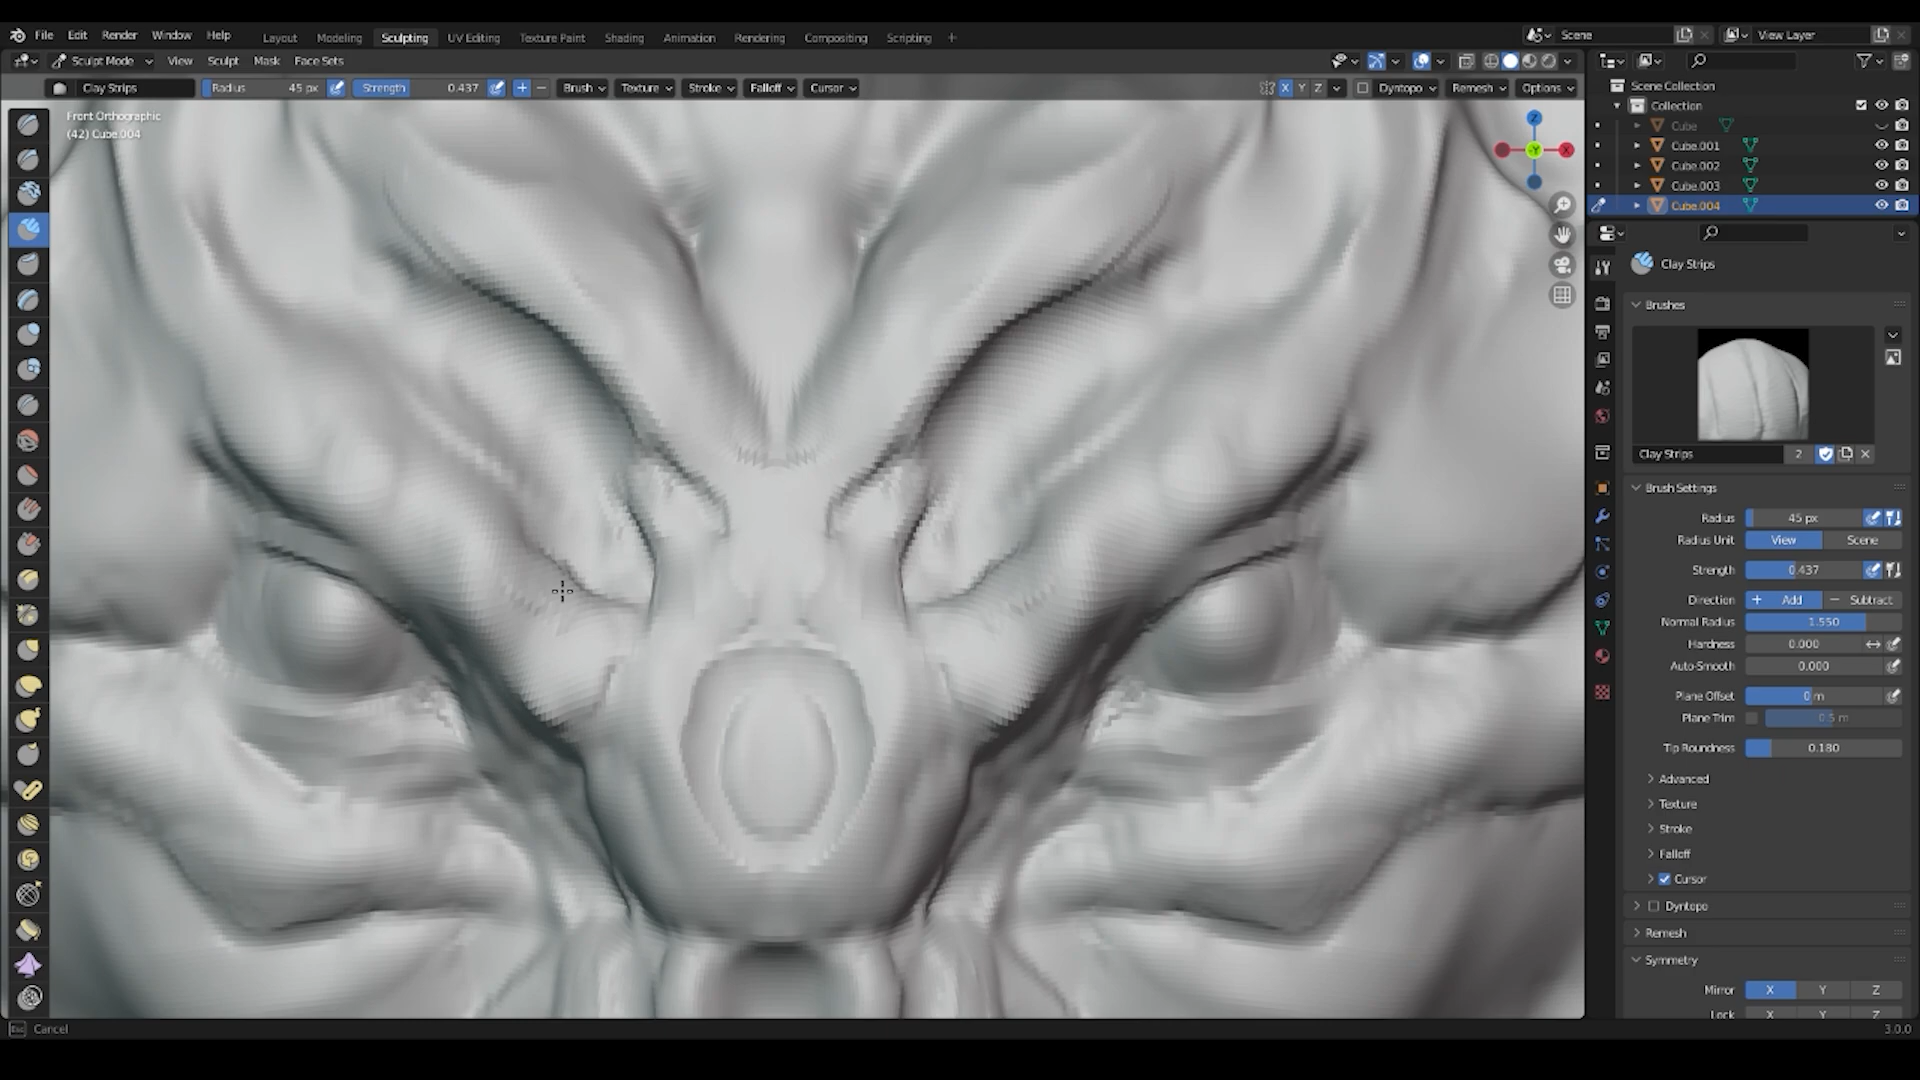 File Edit Render Window Help Layout Modeling Sculpting UV Editing Texture Paint Shading Animation Rendering Compositing Scripting + Scene View Layer
Sculpt Mode View Sculpt Mask Face Sets
Clay Strips Radius 45 px Strength 0.437 + − Brush Texture Stroke Falloff Cursor X Y Z Dyntopo Remesh Options
Front Orthographic
(42) Cube.004
Z
-Y
X
Scene Collection
Collection
Cube
Cube.001
Cube.002
Cube.003
Cube.004
Clay Strips
Brushes
Clay Strips 2
Brush Settings
Radius 45 px
Radius Unit View Scene
Strength 0.437
Direction + Add − Subtract
Normal Radius 1.550
Hardness 0.000
Auto-Smooth 0.000
Plane Offset 0 m
Plane Trim 0.5 m
Tip Roundness 0.180
Advanced
Texture
Stroke
Falloff
Cursor
Dyntopo
Remesh
Symmetry
Mirror X Y Z
Lock X Y Z
Esc Cancel
3.0.0